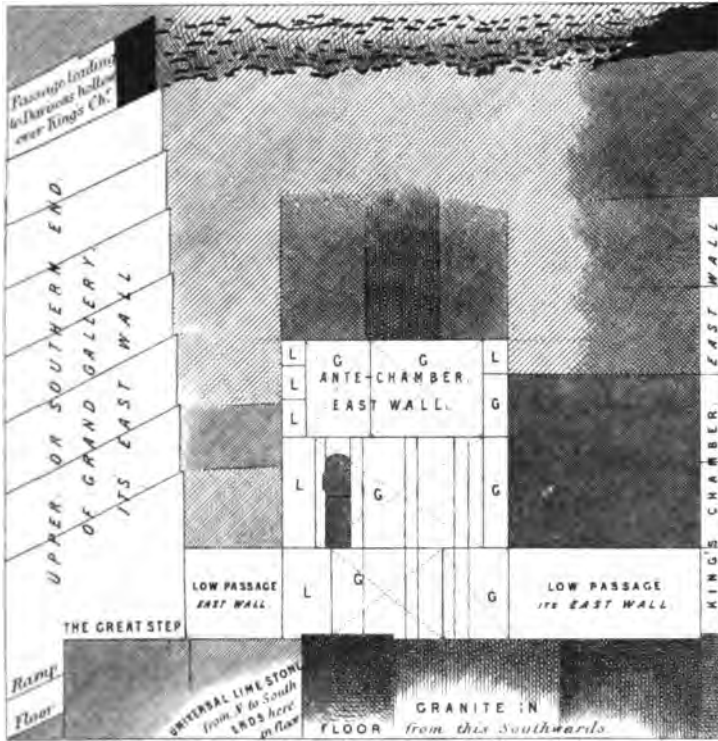 Passage leading
to Davisons hollow
over King's Chr.
UPPER OR SOUTHERN END
OF GRAND GALLERY,
ITS EAST WALL
THE GREAT STEP
Ramp
Floor
L
L
L
G
G
L
G
ANTE-CHAMBER.
EAST WALL.
L
G
G
L
G
G
LOW PASSAGE
EAST WALL.
LOW PASSAGE
ITS EAST WALL.
KING'S CHAMBER, EAST WALL
UNIVERSAL LIME STONE
from N to South
ENDS here
in floor
FLOOR
GRANITE IN
from this Southwards.